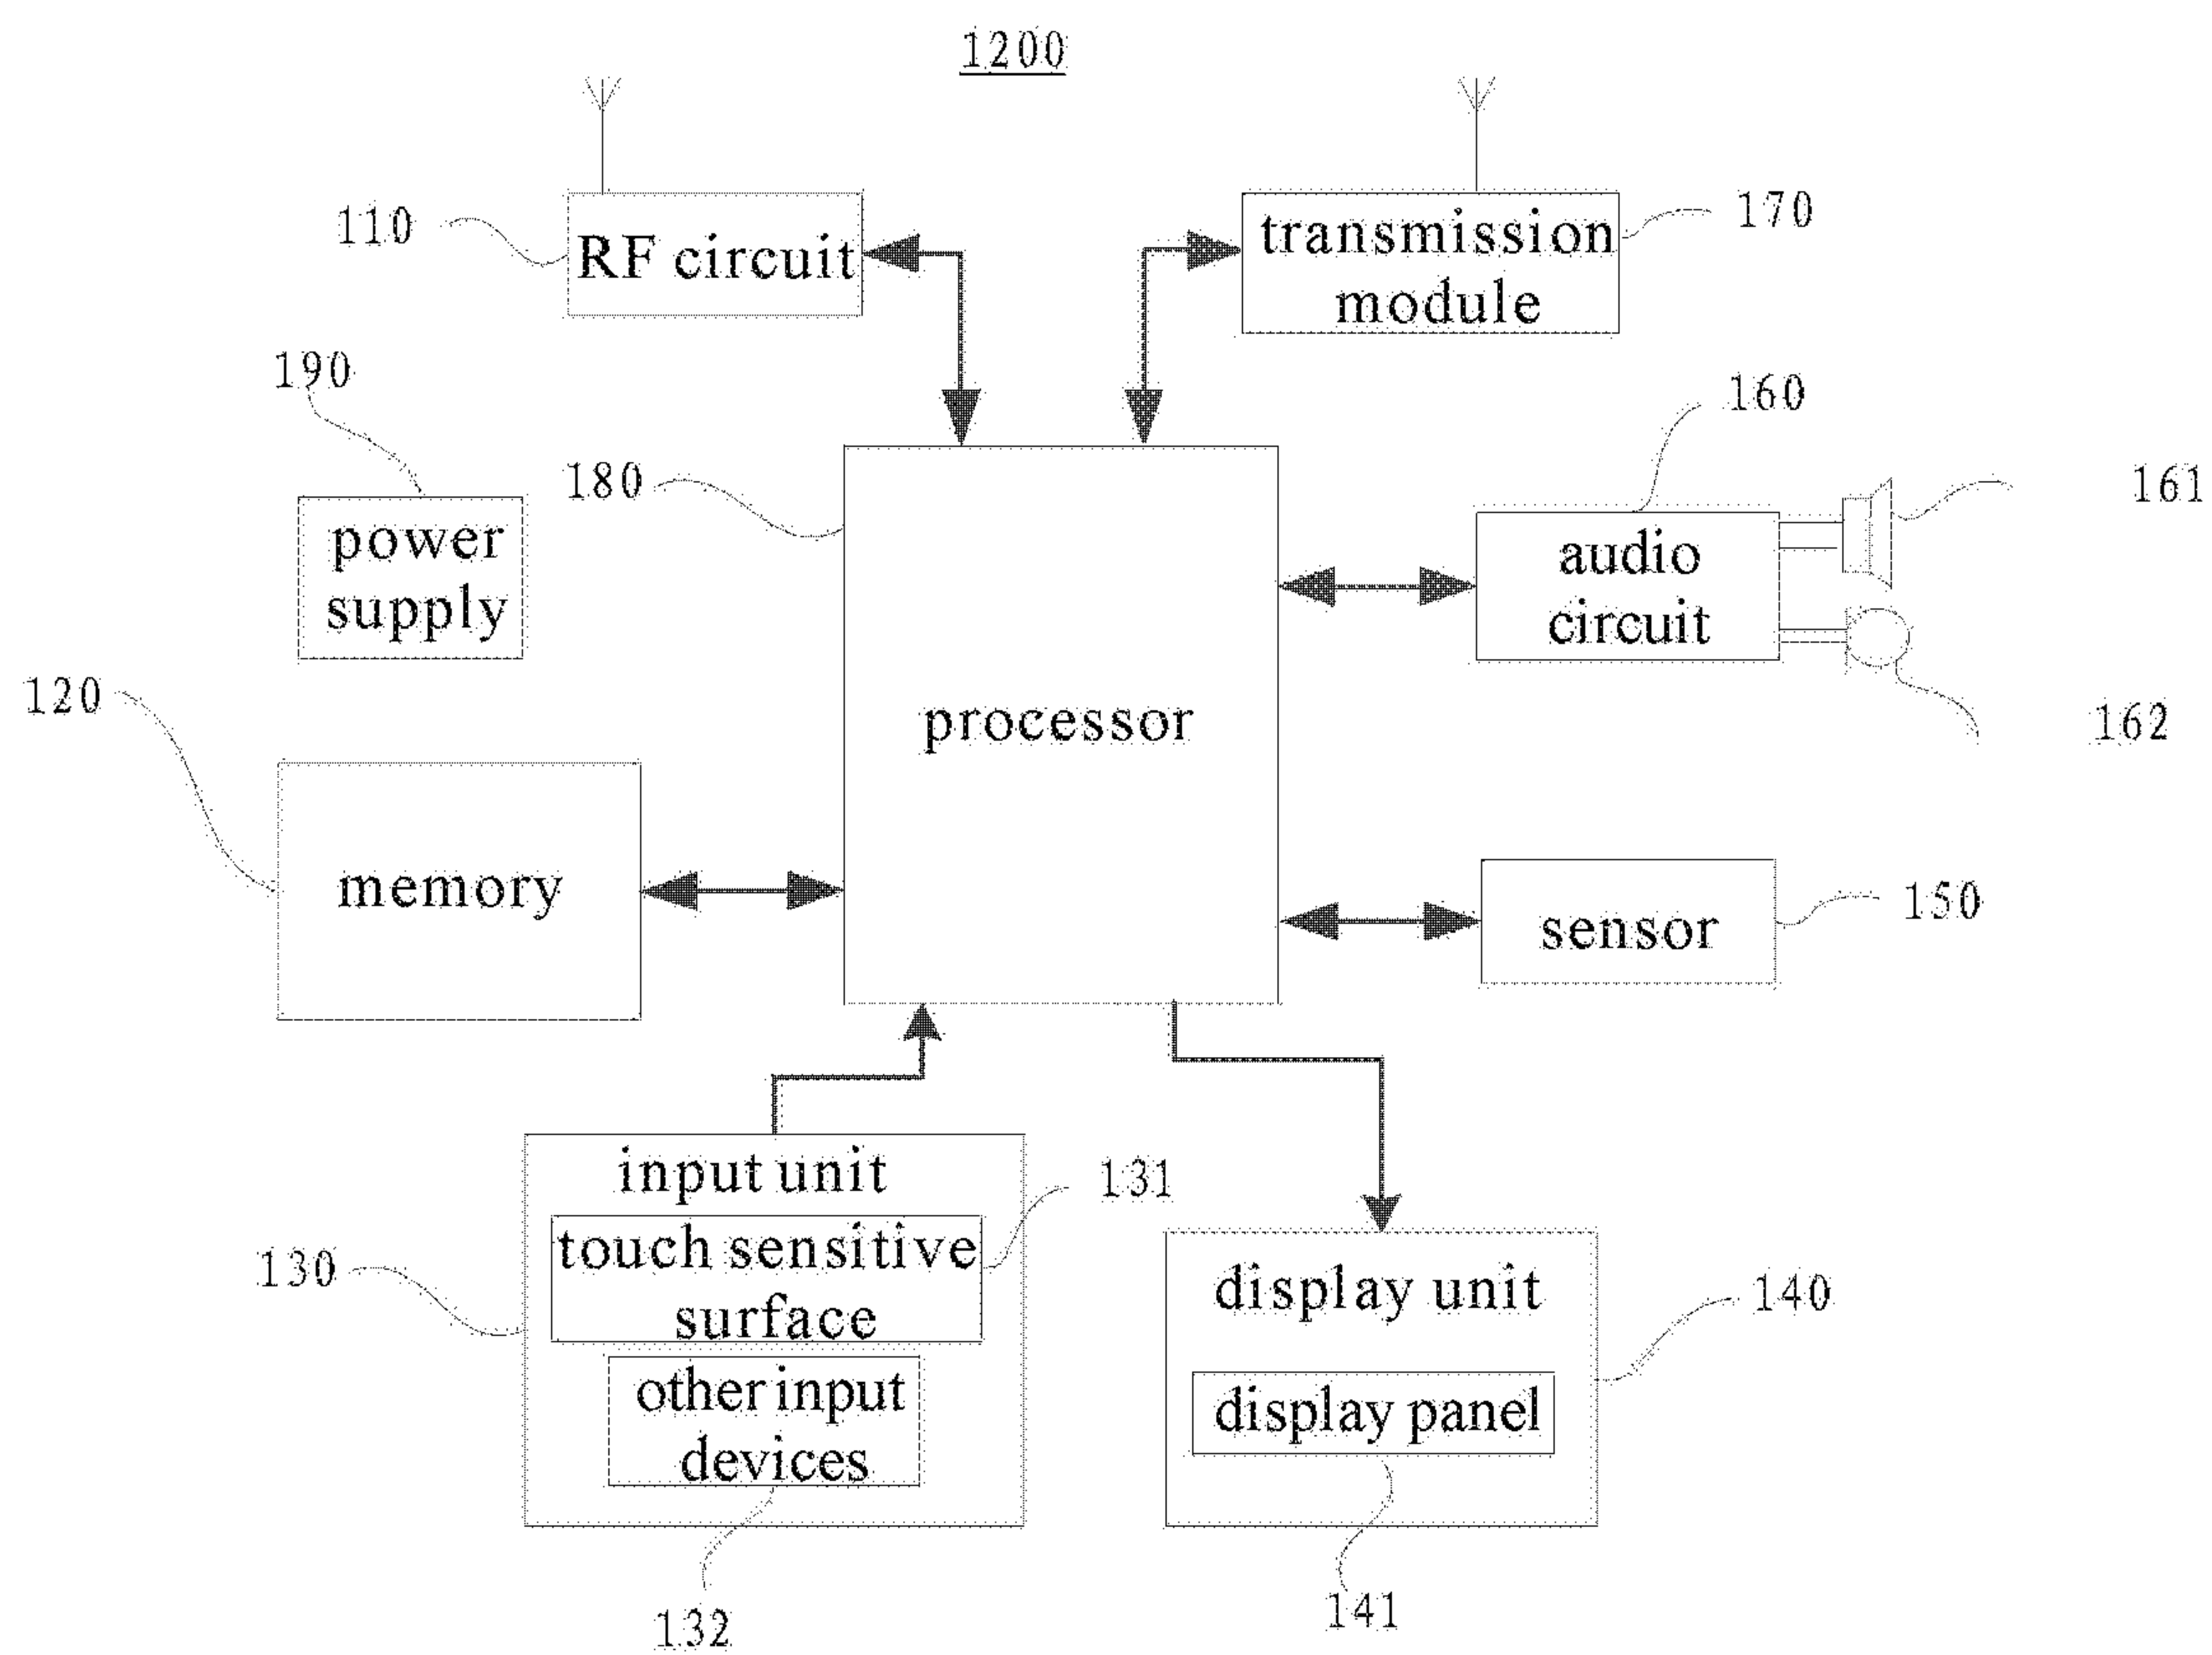 1200
110
RF circuit
transmission
module
170
190
power
supply
180
processor
160
audio
circuit
161
162
120
memory
sensor
150
input unit
131
touch sensitive
surface
130
other input
devices
132
display unit
140
display panel
141